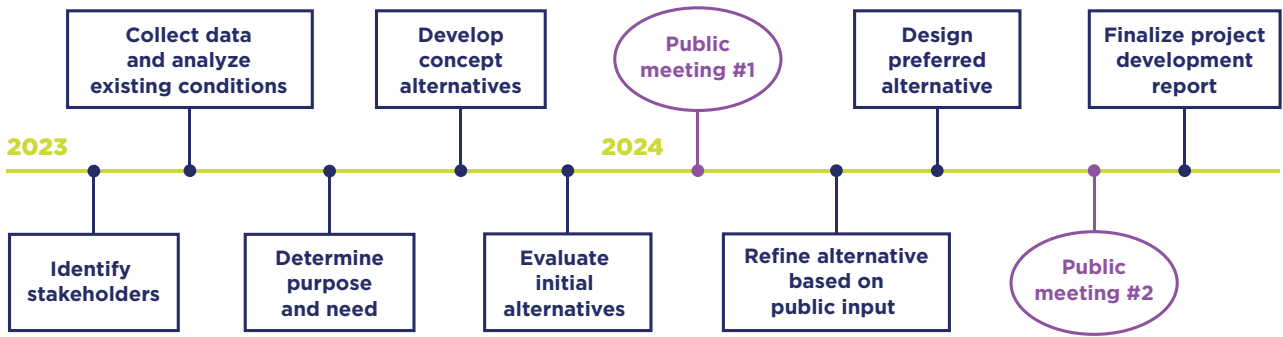 Collect data
and analyze
existing conditions
Develop
concept
alternatives
Public
meeting #1
Design
preferred
alternative
Finalize project
development
report
2023
2024
Identify
stakeholders
Determine
purpose
and need
Evaluate
initial
alternatives
Refine alternative
based on
public input
Public
meeting #2